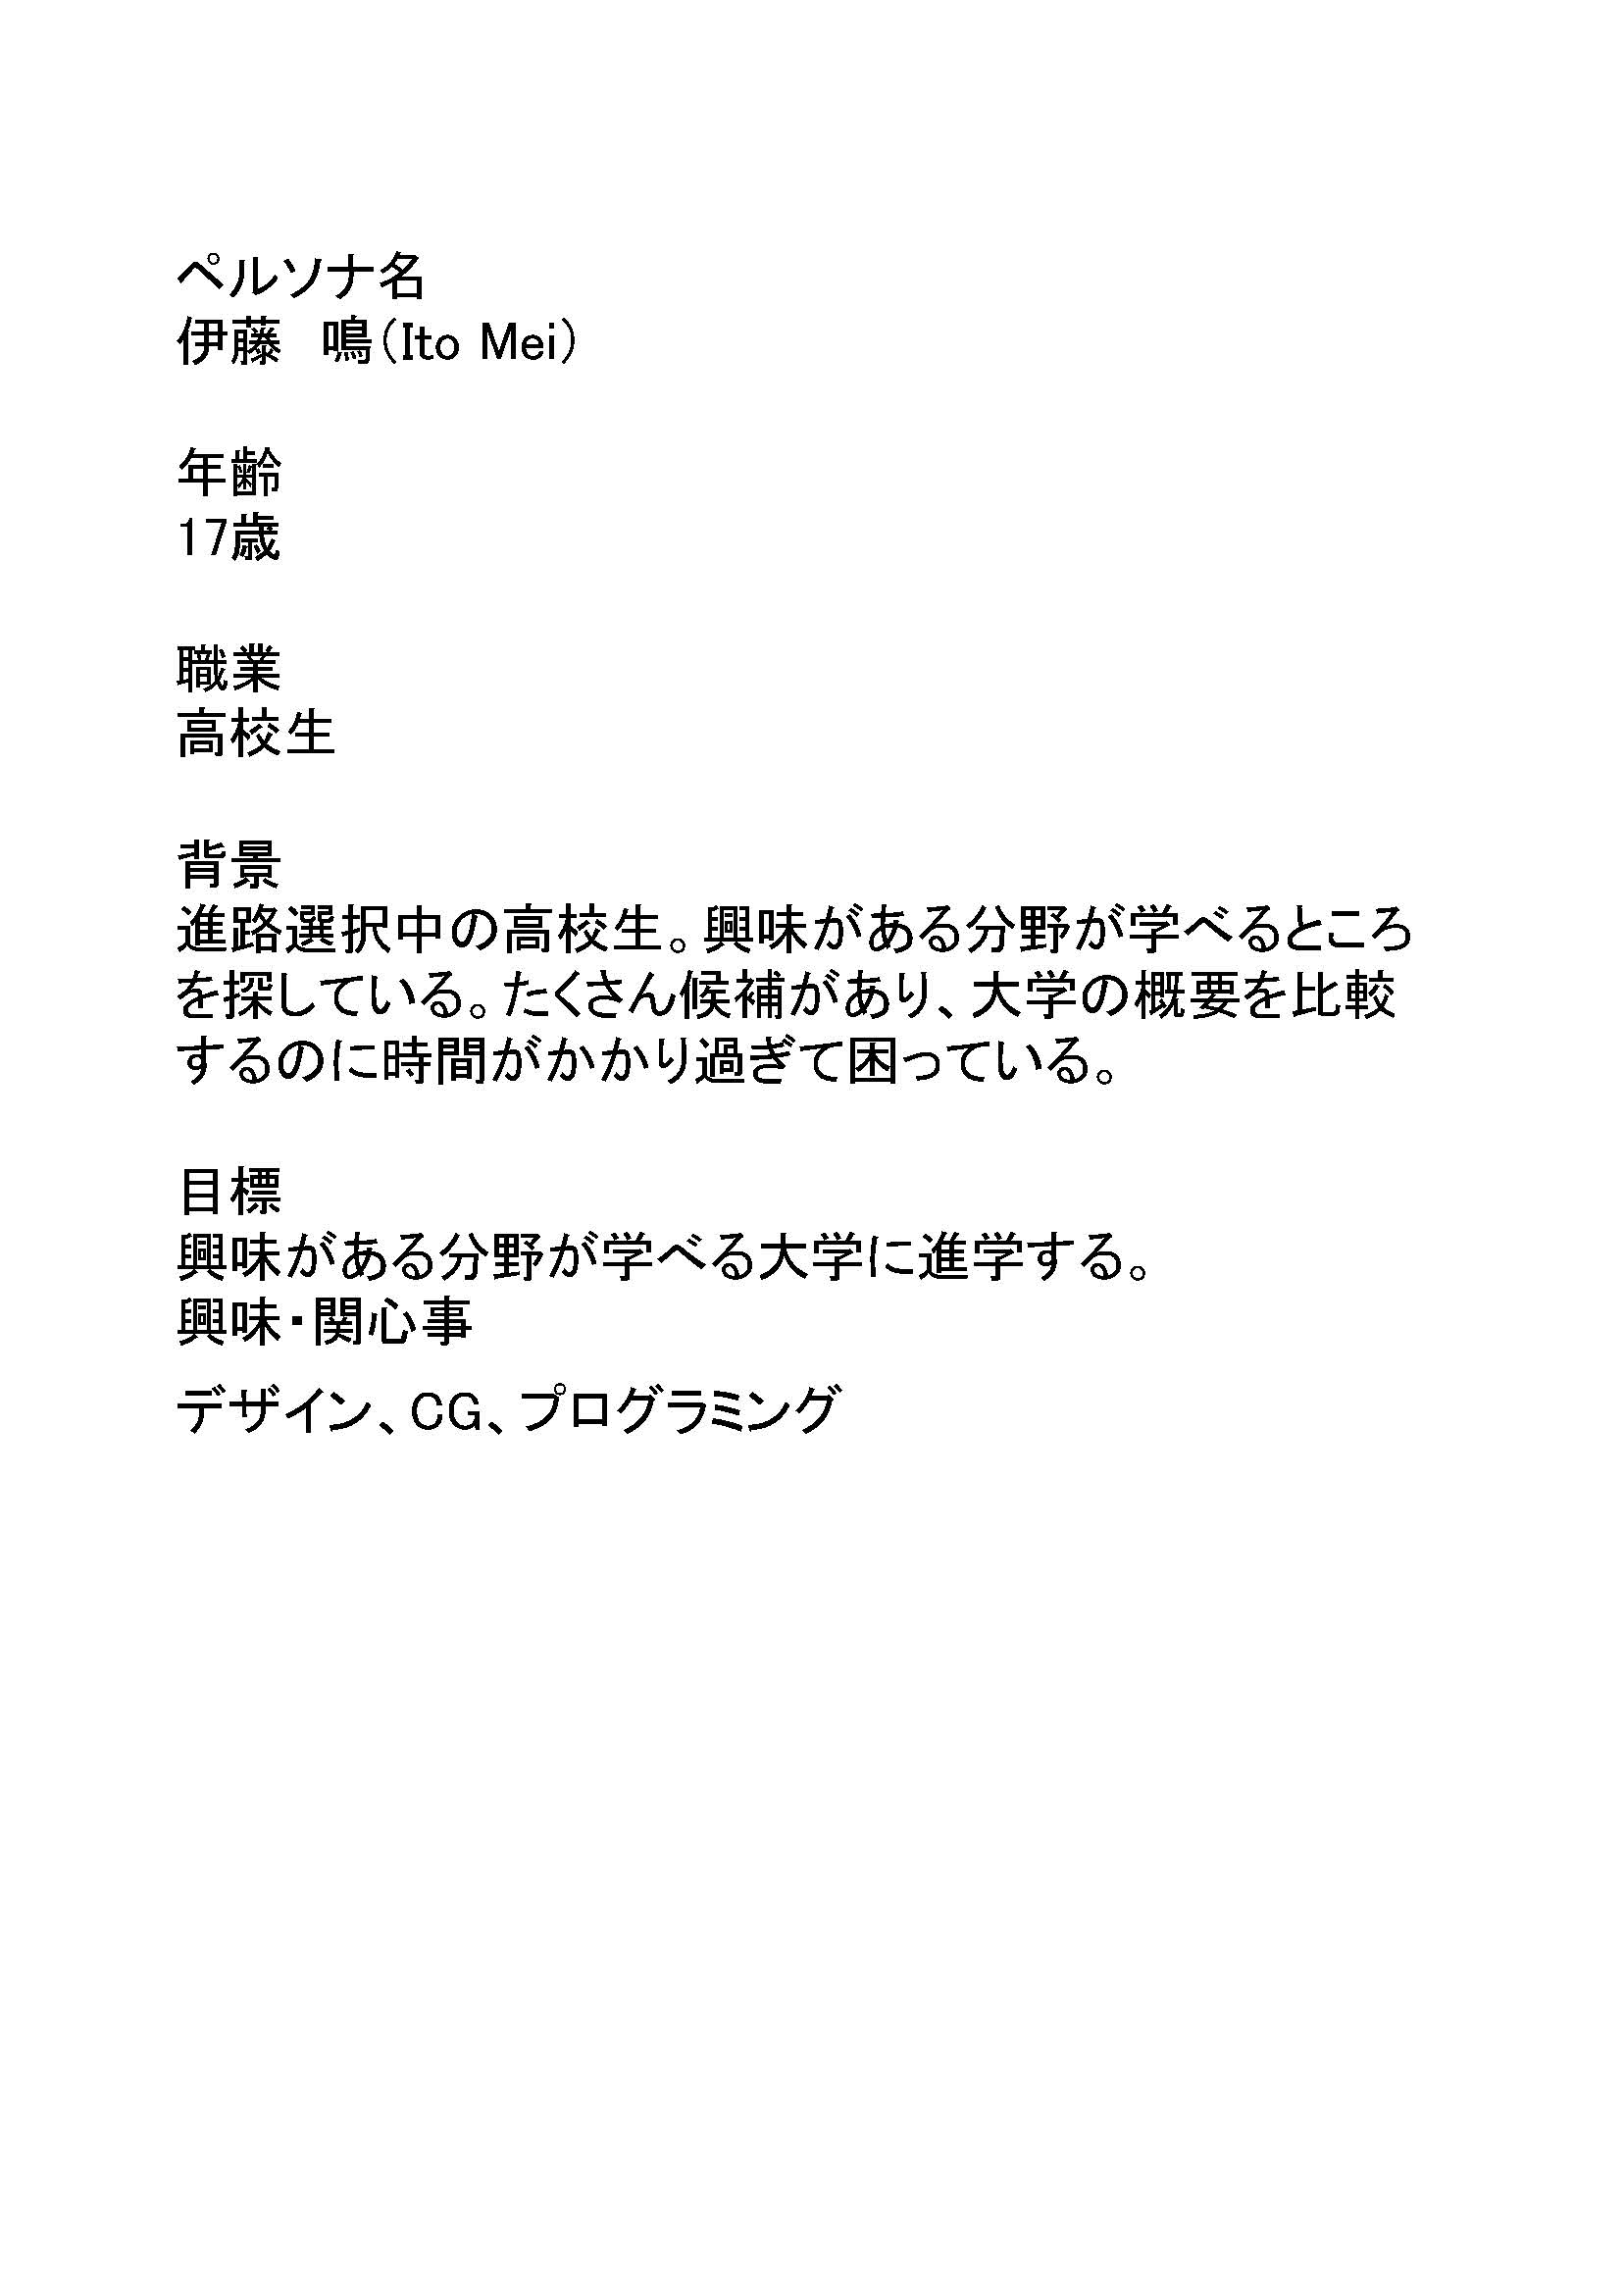 ペルソナ名
伊藤　鳴（Ito Mei）
年齢
17歳
職業
高校生
背景
進路選択中の高校生。興味がある分野が学べるところ
を探している。たくさん候補があり、大学の概要を比較
するのに時間がかかり過ぎて困っている。
目標
興味がある分野が学べる大学に進学する。
興味・関心事
デザイン、CG、プログラミング